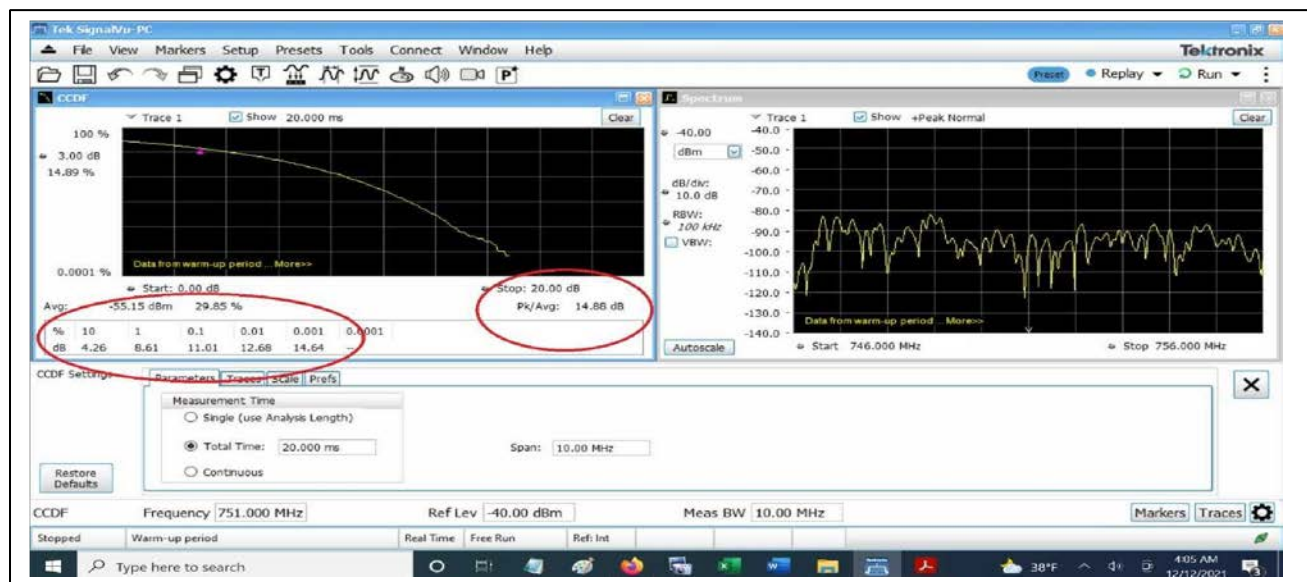 Tek SignalVu-PC
File View Markers Setup Presets Tools Connect Window Help
Tektronix
Preset Replay Run
CCDF
Trace 1 Show 20.000 ms Clear
100 %
3.00 dB
14.89 %
0.0001 %
Data from warm-up period ...More>>
Start: 0.00 dB Stop: 20.00 dB
Avg: -55.15 dBm 29.85 % Pk/Avg: 14.88 dB
% 10 1 0.1 0.01 0.001 0.0001
dB 4.26 8.61 11.01 12.68 14.64 --
Spectrum
Trace 1 Show +Peak Normal Clear
-40.00
dBm
dB/div:
10.0 dB
RBW:
100 kHz
VBW:
-40.0
-50.0
-60.0
-70.0
-80.0
-90.0
-100.0
-110.0
-120.0
-130.0
-140.0
Data from warm-up period ...More>>
Autoscale Start 746.000 MHz Stop 756.000 MHz
CCDF Settings
Parameters Traces Scale Prefs
Measurement Time
Single (use Analysis Length)
Total Time: 20.000 ms Span: 10.00 MHz
Continuous
Restore
Defaults
CCDF Frequency 751.000 MHz Ref Lev -40.00 dBm Meas BW 10.00 MHz Markers Traces
Stopped Warm-up period Real Time Free Run Ref: Int
Type here to search
38°F
4:05 AM
12/12/2021
3